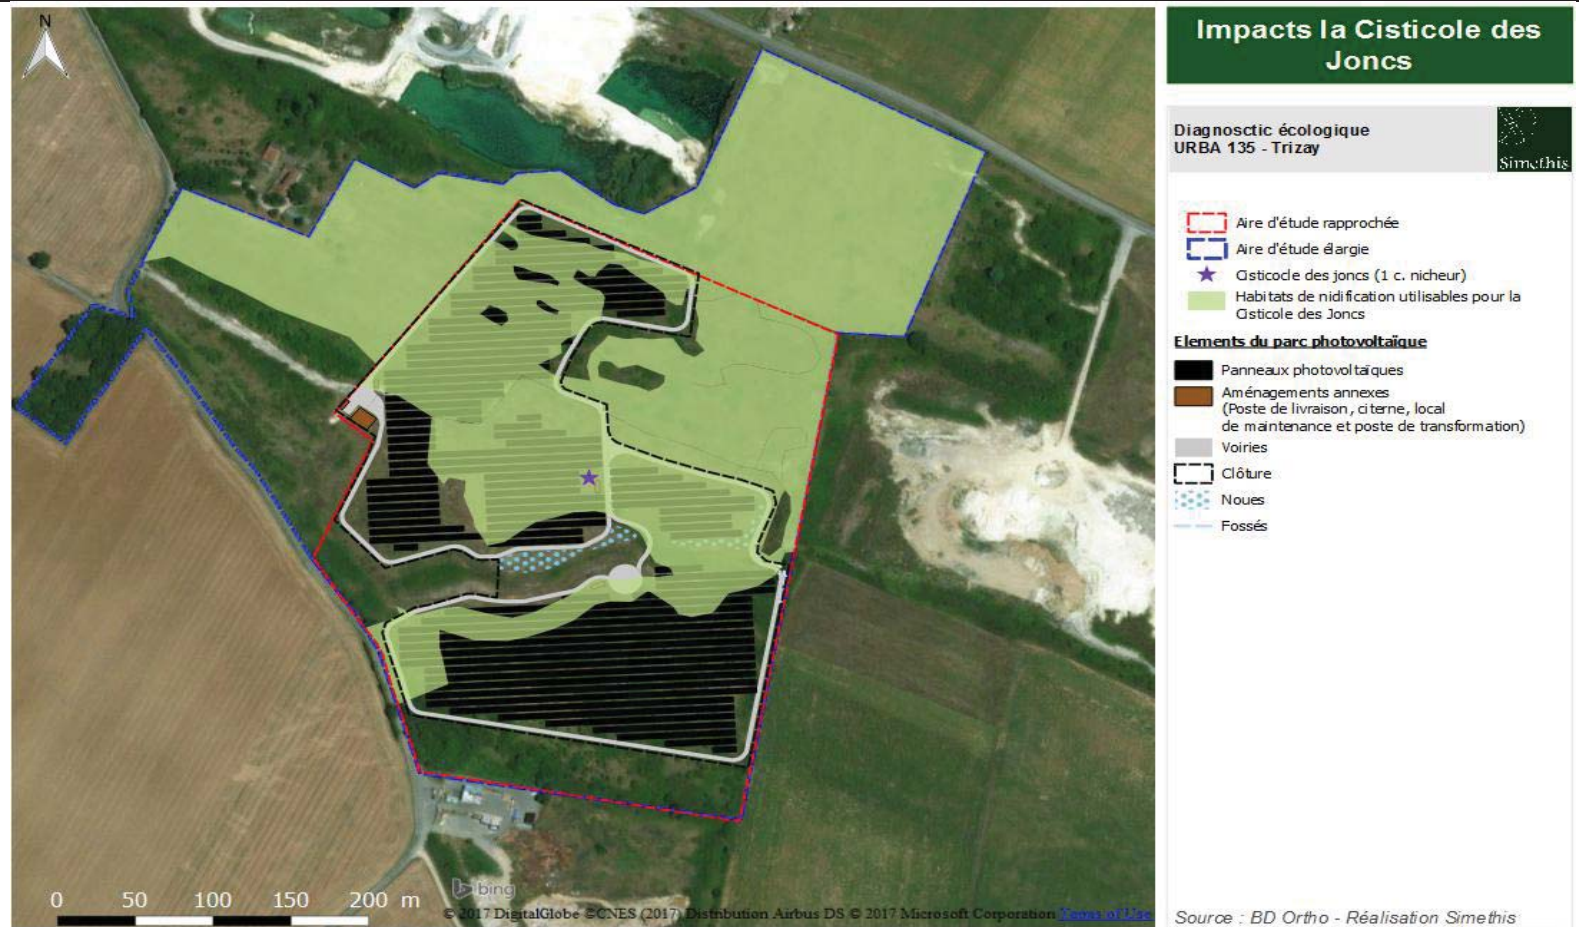 N
Impacts la Cisticole des
Joncs
Diagnosctic écologique
URBA 135 - Trizay
Simethis
Aire d'étude rapprochée
Aire d'étude élargie
Cisticocle des joncs (1 c. nicheur)
Habitats de nidification utilisables pour la
Cisticole des Joncs
Elements du parc photovoltaïque
Panneaux photovoltaïques
Aménagements annexes
(Poste de livraison, citerne, local
de maintenance et poste de transformation)
Voiries
Clôture
Noues
Fossés
0 50 100 150 200 m
bing
© 2017 DigitalGlobe ©CNES (2017) Distribution Airbus DS © 2017 Microsoft Corporation Terms of Use
Source : BD Ortho - Réalisation Simethis